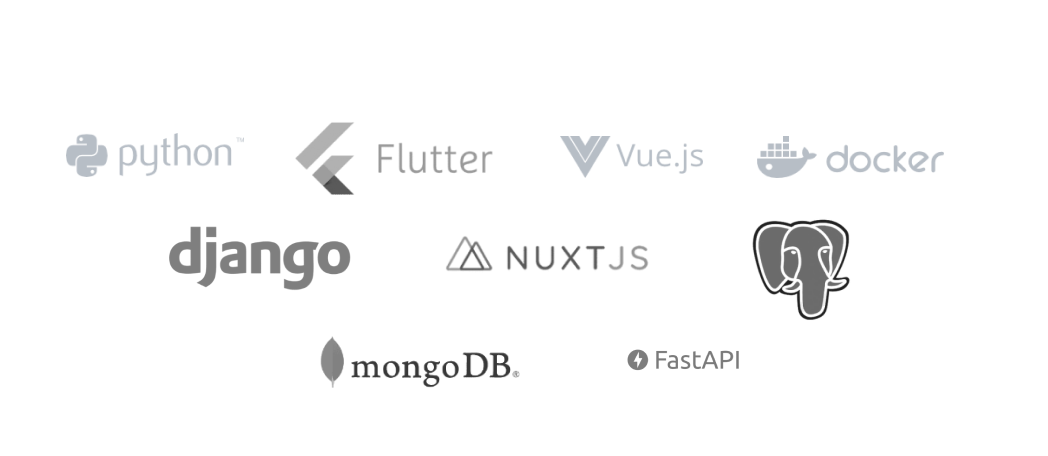 python™
Flutter
Vue.js
docker
django
NUXTJS
mongoDB®
FastAPI